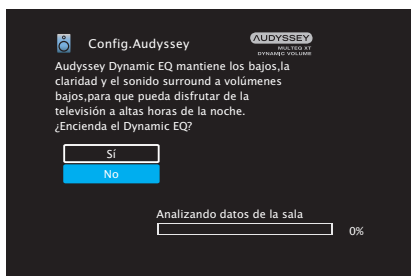 Config.Audyssey
AUDYSSEY
MULTEQ XT
DYNAMIC VOLUME
Audyssey Dynamic EQ mantiene los bajos,la
claridad y el sonido surround a volúmenes
bajos,para que pueda disfrutar de la
televisión a altas horas de la noche.
¿Encienda el Dynamic EQ?
Sí
No
Analizando datos de la sala
0%